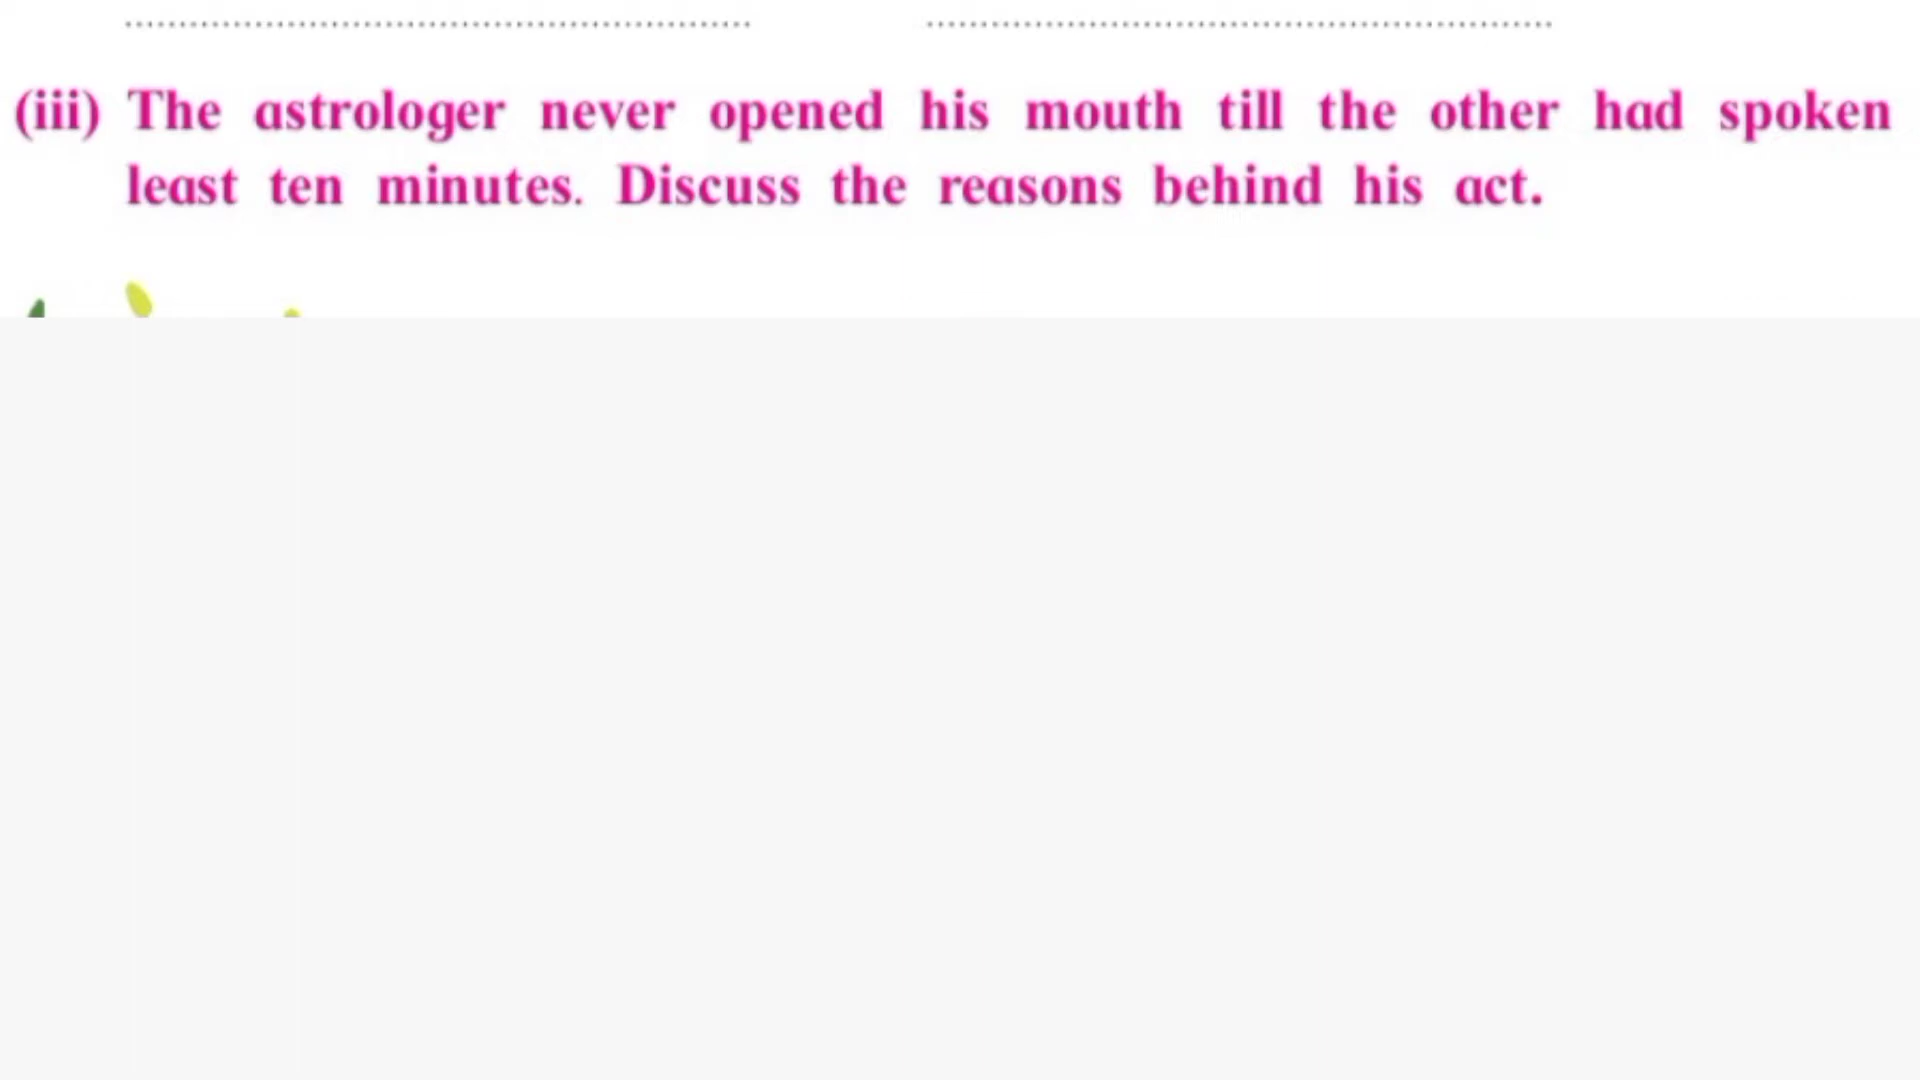 (iii) The astrologer never opened his mouth till the other had spoken
least ten minutes. Discuss the reasons behind his act.